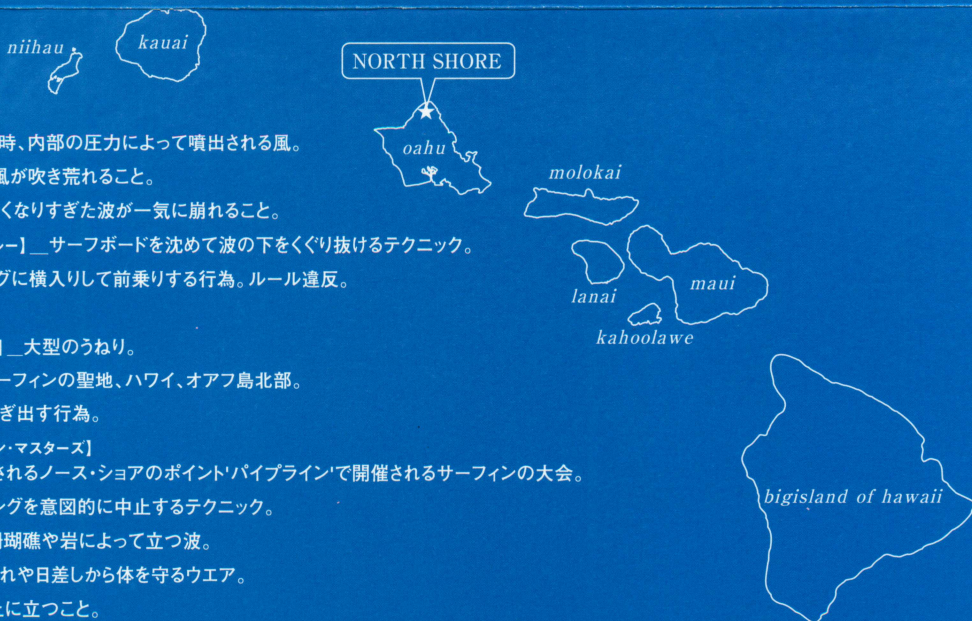 niihau
kauai
NORTH SHORE
oahu
molokai
lanai
maui
kahoolawe
bigisland of hawaii
時、内部の圧力によって噴出される風。
風が吹き荒れること。
くなりすぎた波が一気に崩れること。
ー】__サーフボードを沈めて波の下をくぐり抜けるテクニック。
グに横入りして前乗りする行為。ルール違反。
】__大型のうねり。
ーフィンの聖地、ハワイ、オアフ島北部。
ぎ出す行為。
ン・マスターズ】
されるノース・ショアのポイント'パイプライン'で開催されるサーフィンの大会。
ングを意図的に中止するテクニック。
珊瑚礁や岩によって立つ波。
れや日差しから体を守るウエア。
上に立つこと。